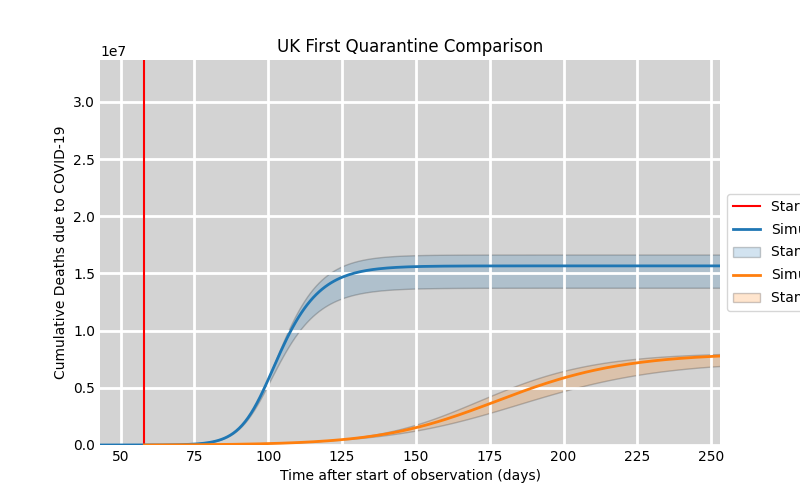 UK First Quarantine Comparison
1e7
3.0
2.5
2.0
1.5
1.0
0.5
0.0
Cumulative Deaths due to COVID-19
50 75 100 125 150 175 200 225 250
Time after start of observation (days)
Star
Simu
Stan
Simu
Stan